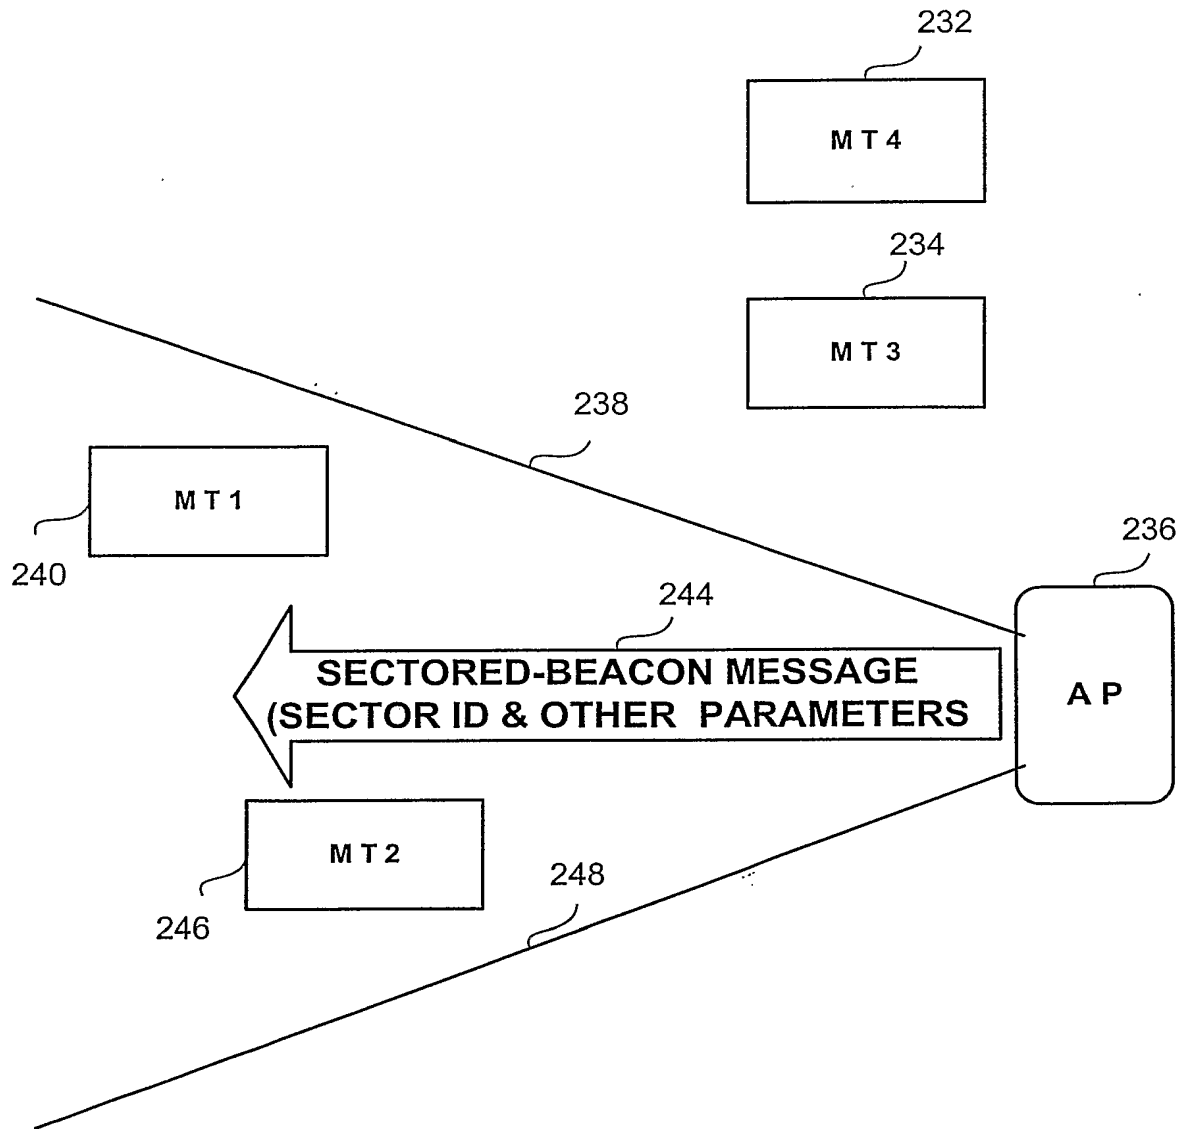 232
M T 4
234
M T 3
238
M T 1
240
236
244
SECTORED-BEACON MESSAGE
(SECTOR ID & OTHER PARAMETERS
A P
M T 2
246
248